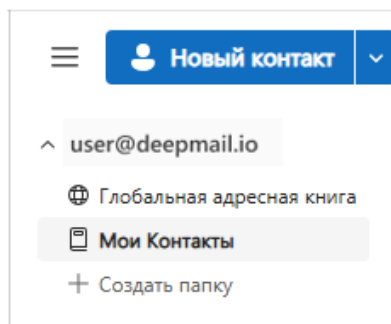 Новый контакт
user@deepmail.io
Глобальная адресная книга
Мои Контакты
Создать папку